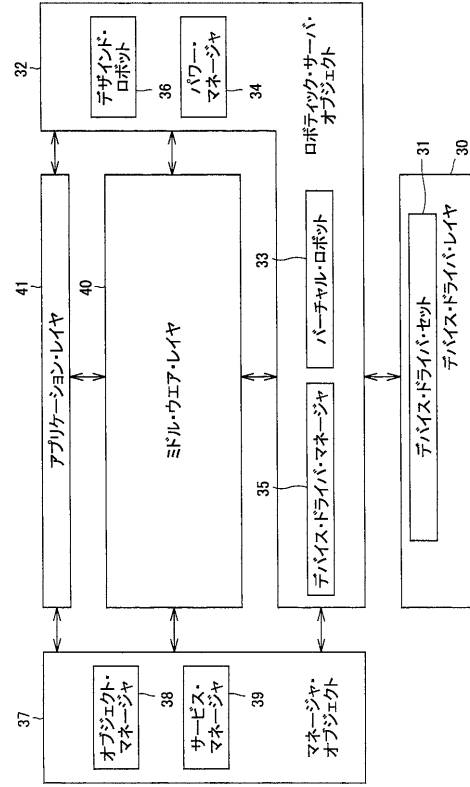 41
アプリケーション・レイヤ
40
ミドル・ウエア・レイヤ
37
オブジェクト・
マネージャ
38
サービス・
マネージャ
39
マネージャ・
オブジェクト
32
デザインド・
ロボット
36
パワー・
マネージャ
34
35
デバイス・ドライバ・マネージャ
33
バーチャル・ロボット
ロボティック・サーバ・
オブジェクト
31
デバイス・ドライバ・セット
30
デバイス・ドライバ・レイヤ